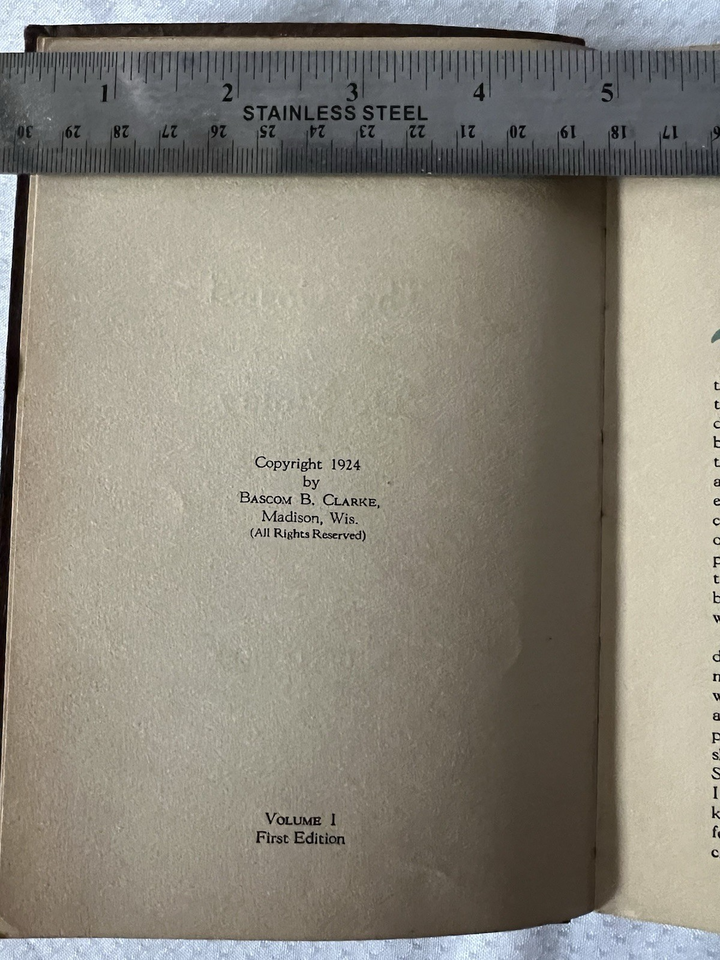 1 2 3 4 5
STAINLESS STEEL
30 29 28 27 26 25 24 23 22 21 20 19 18 17
Copyright 1924
by
BASCOM B. CLARKE,
Madison, Wis.
(All Rights Reserved)
VOLUME I
First Edition